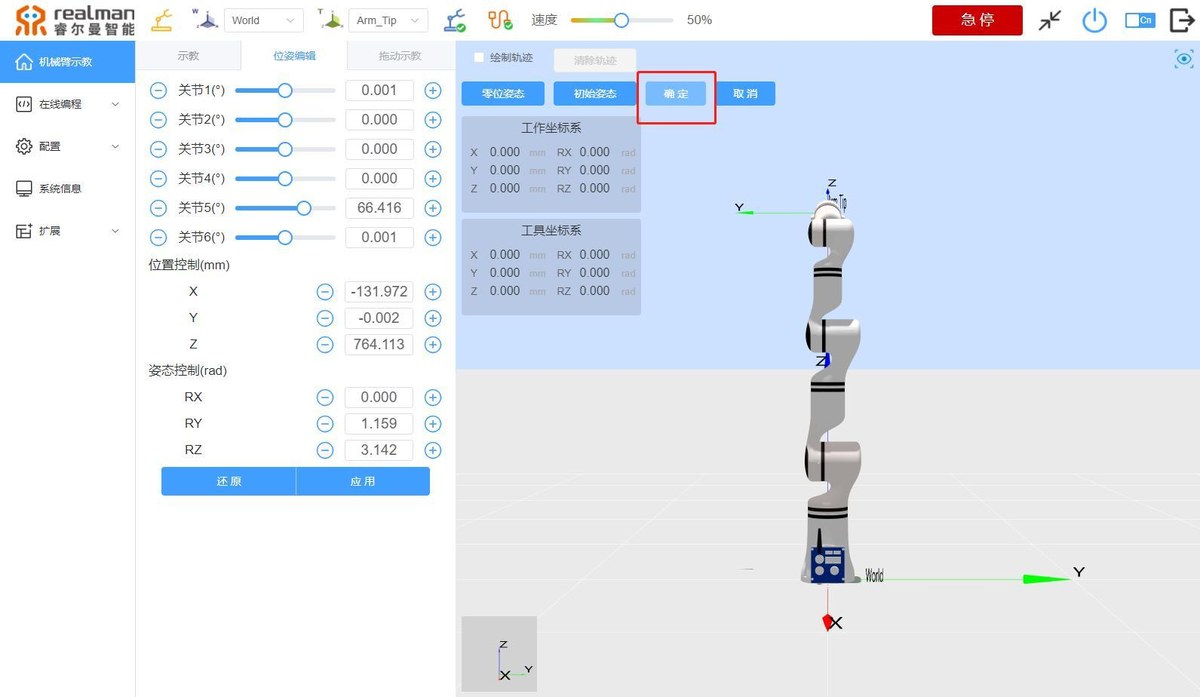 realman
睿尔曼智能
W
World
T
Arm_Tip
速度
50%
急停
Cn
机械臂示教
在线编程
配置
系统信息
扩展
示教
位姿编辑
拖动示教
关节1(°)
0.001
关节2(°)
0.000
关节3(°)
0.000
关节4(°)
0.000
关节5(°)
66.416
关节6(°)
0.001
位置控制(mm)
X
-131.972
Y
-0.002
Z
764.113
姿态控制(rad)
RX
0.000
RY
1.159
RZ
3.142
还原
应用
绘制轨迹
清除轨迹
零位姿态
初始姿态
确定
取消
工作坐标系
X 0.000 mm RX 0.000 rad
Y 0.000 mm RY 0.000 rad
Z 0.000 mm RZ 0.000 rad
工具坐标系
X 0.000 mm RX 0.000 rad
Y 0.000 mm RY 0.000 rad
Z 0.000 mm RZ 0.000 rad
Z
Y
Z
World
Y
X
Z
X
Y